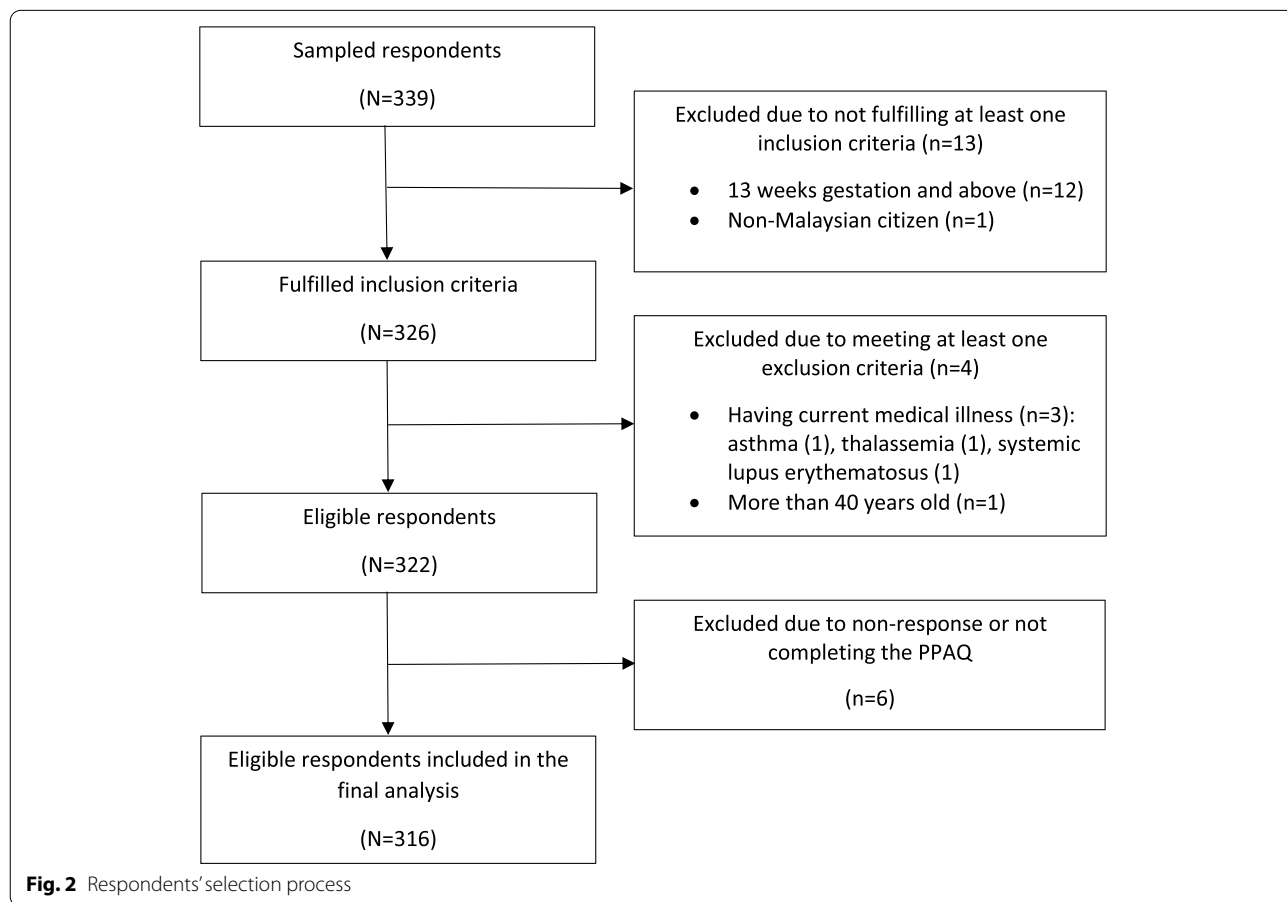 Sampled respondents
(N=339)
Excluded due to not fulfilling at least one
inclusion criteria (n=13)
• 13 weeks gestation and above (n=12)
• Non-Malaysian citizen (n=1)
Fulfilled inclusion criteria
(N=326)
Excluded due to meeting at least one
exclusion criteria (n=4)
• Having current medical illness (n=3):
asthma (1), thalassemia (1), systemic
lupus erythematosus (1)
• More than 40 years old (n=1)
Eligible respondents
(N=322)
Excluded due to non-response or not
completing the PPAQ
(n=6)
Eligible respondents included in the
final analysis
(N=316)
Fig. 2 Respondents’ selection process